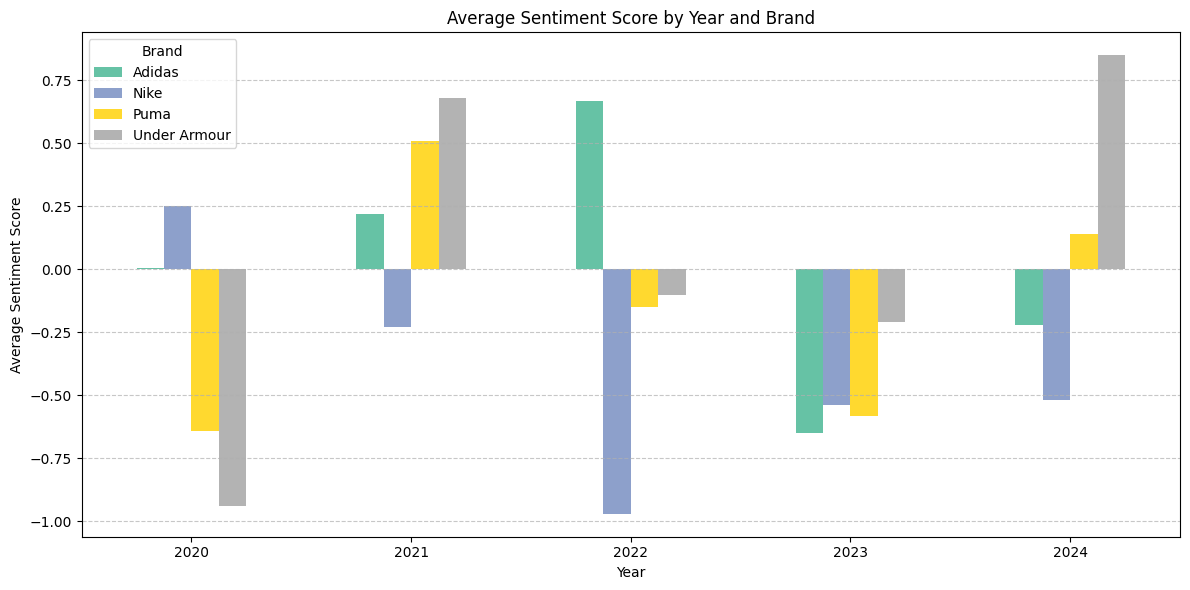 Average Sentiment Score by Year and Brand
Brand
Adidas
Nike
Puma
Under Armour
Average Sentiment Score
0.75
0.50
0.25
0.00
−0.25
−0.50
−0.75
−1.00
2020
2021
2022
2023
2024
Year